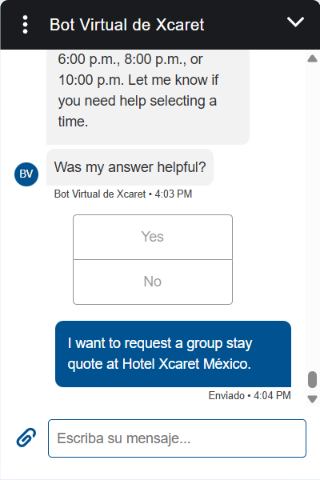 Bot Virtual de Xcaret
6:00 p.m., 8:00 p.m., or
10:00 p.m. Let me know if
you need help selecting a
time.
Was my answer helpful?
BV
Bot Virtual de Xcaret • 4:03 PM
Yes
No
I want to request a group stay
quote at Hotel Xcaret México.
Enviado • 4:04 PM
Escriba su mensaje...